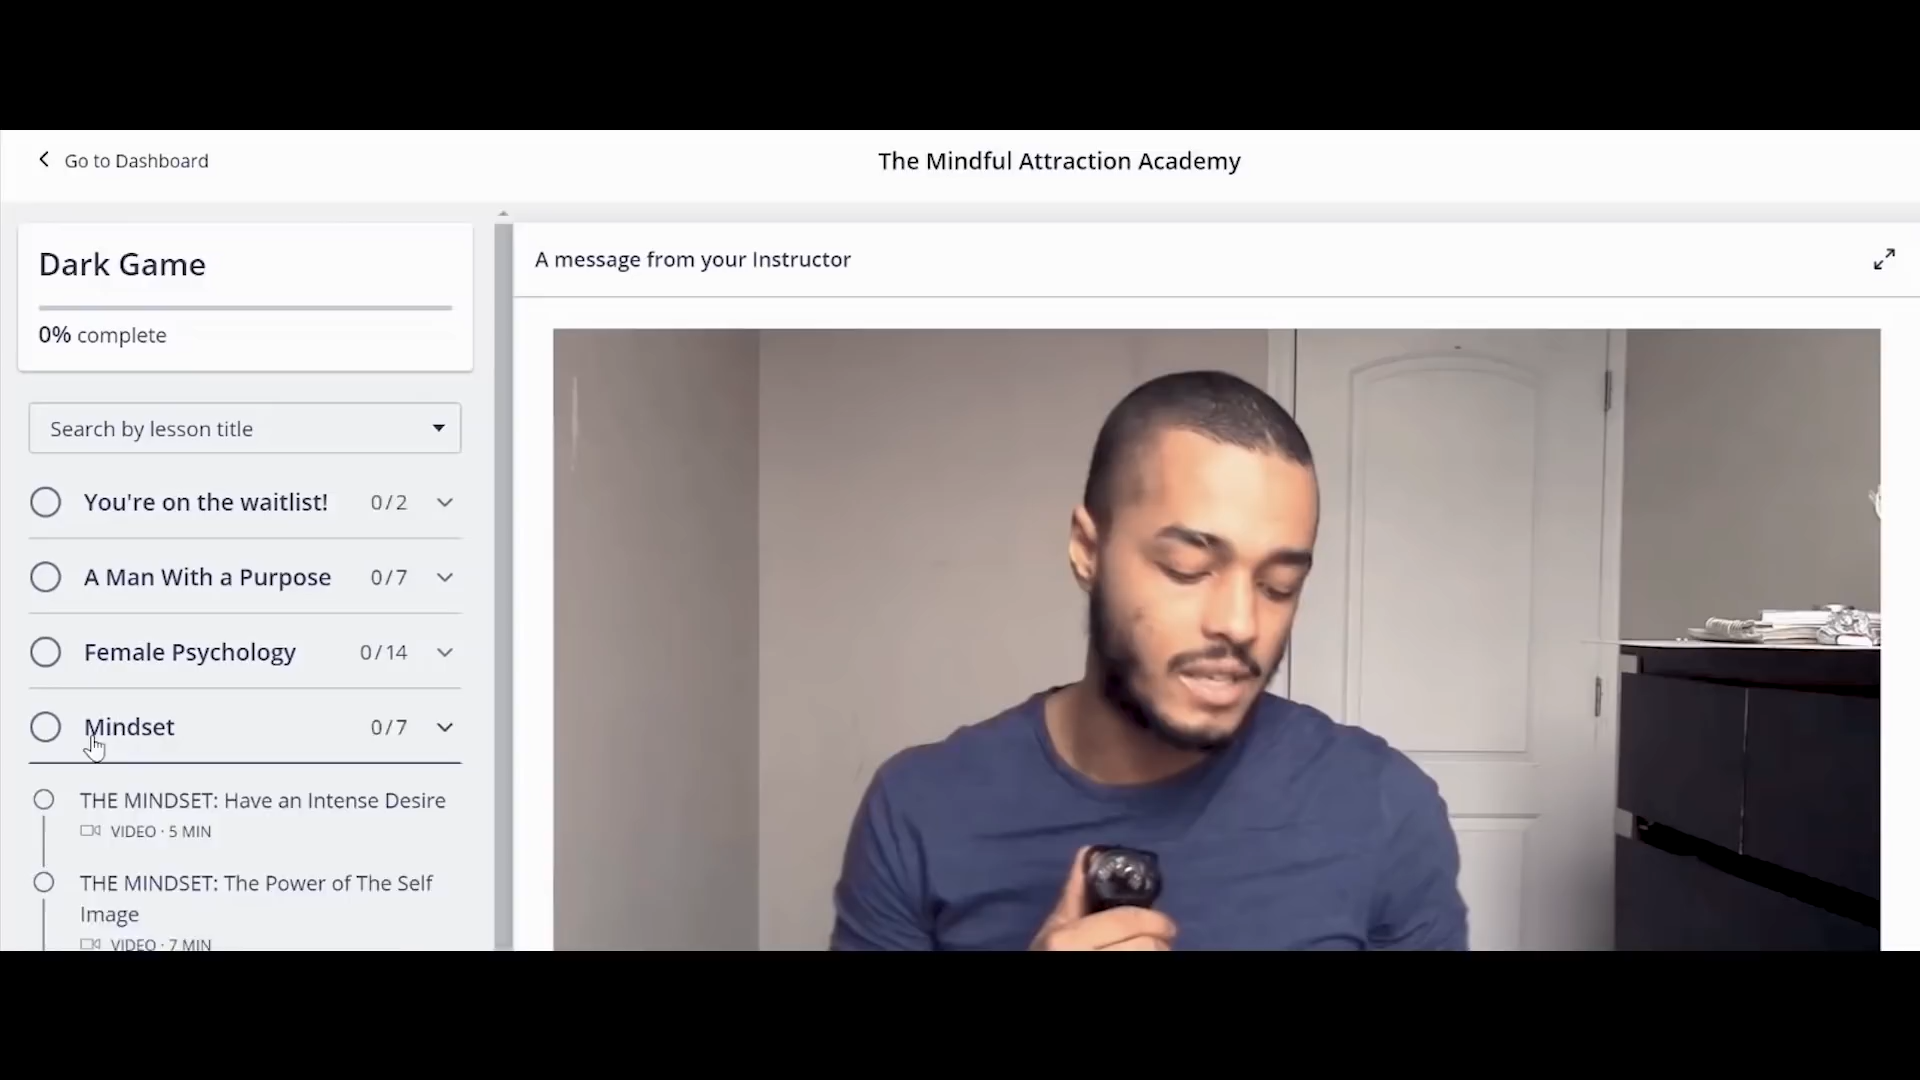 Go to Dashboard
The Mindful Attraction Academy
Dark Game
0% complete
Search by lesson title
You're on the waitlist! 0/2
A Man With a Purpose 0/7
Female Psychology 0/14
Mindset 0/7
THE MINDSET: Have an Intense Desire
VIDEO · 5 MIN
THE MINDSET: The Power of The Self
Image
VIDEO · 7 MIN
A message from your Instructor